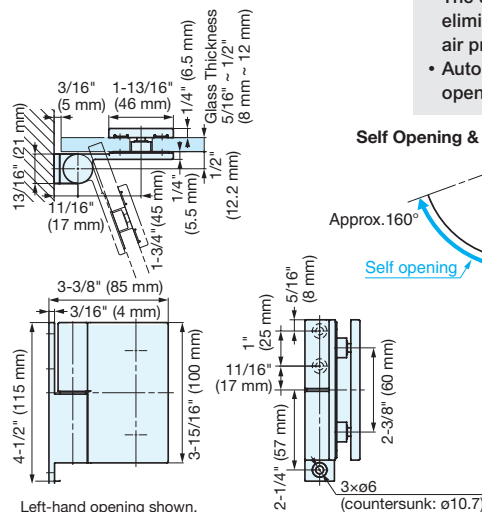 elimi
air pr
• Auto
open
3/16"
(5 mm)
1-13/16"
(46 mm)
1/4" (6.5 mm)
Glass Thickness
5/16" ~ 1/2"
(8 mm ~ 12 mm)
13/16" (21 mm)
11/16"
(17 mm)
1-3/4"(45 mm)
1/4"
(5.5 mm)
1/2"
(12.2 mm)
Self Opening &
Approx.160°
Self opening
3-3/8" (85 mm)
3/16" (4 mm)
4-1/2" (115 mm)
3-15/16" (100 mm)
Left-hand opening shown.
5/16"
(8 mm)
1"
(25 mm)
11/16"
(17 mm)
2-1/4" (57 mm)
2-3/8" (60 mm)
3×ø6
(countersunk: ø10.7)